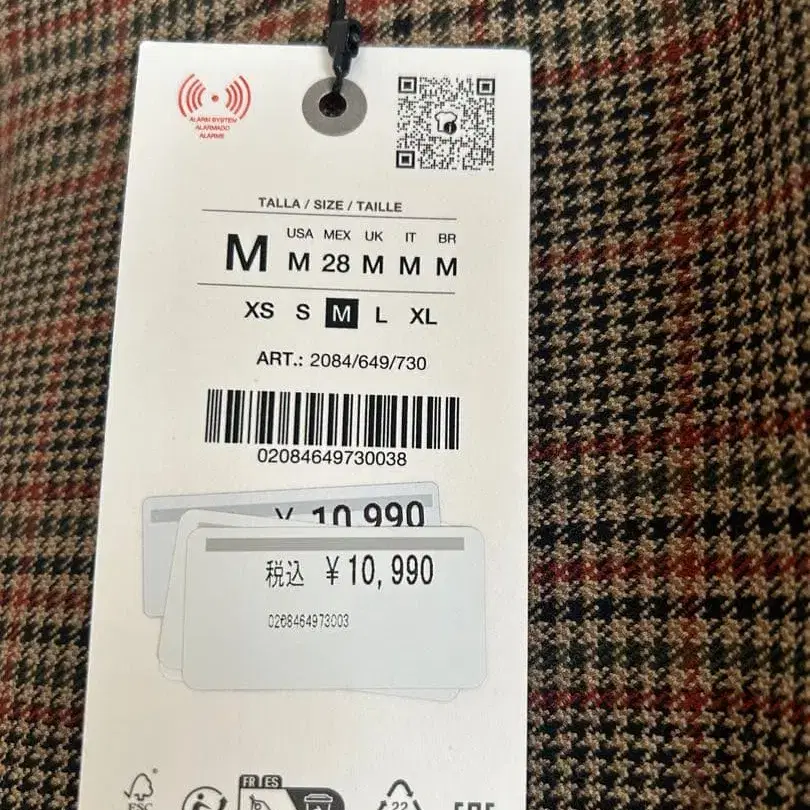 ALARM SYSTEM
ALARMADO
ALARME
TALLA / SIZE / TAILLE
USA MEX UK IT BR
M M 28 M M M
XS S M L XL
ART.: 2084/649/730
02084649730038
¥ 10,990
税込 ¥10,990
0208464973003
FR ES
FSC
22